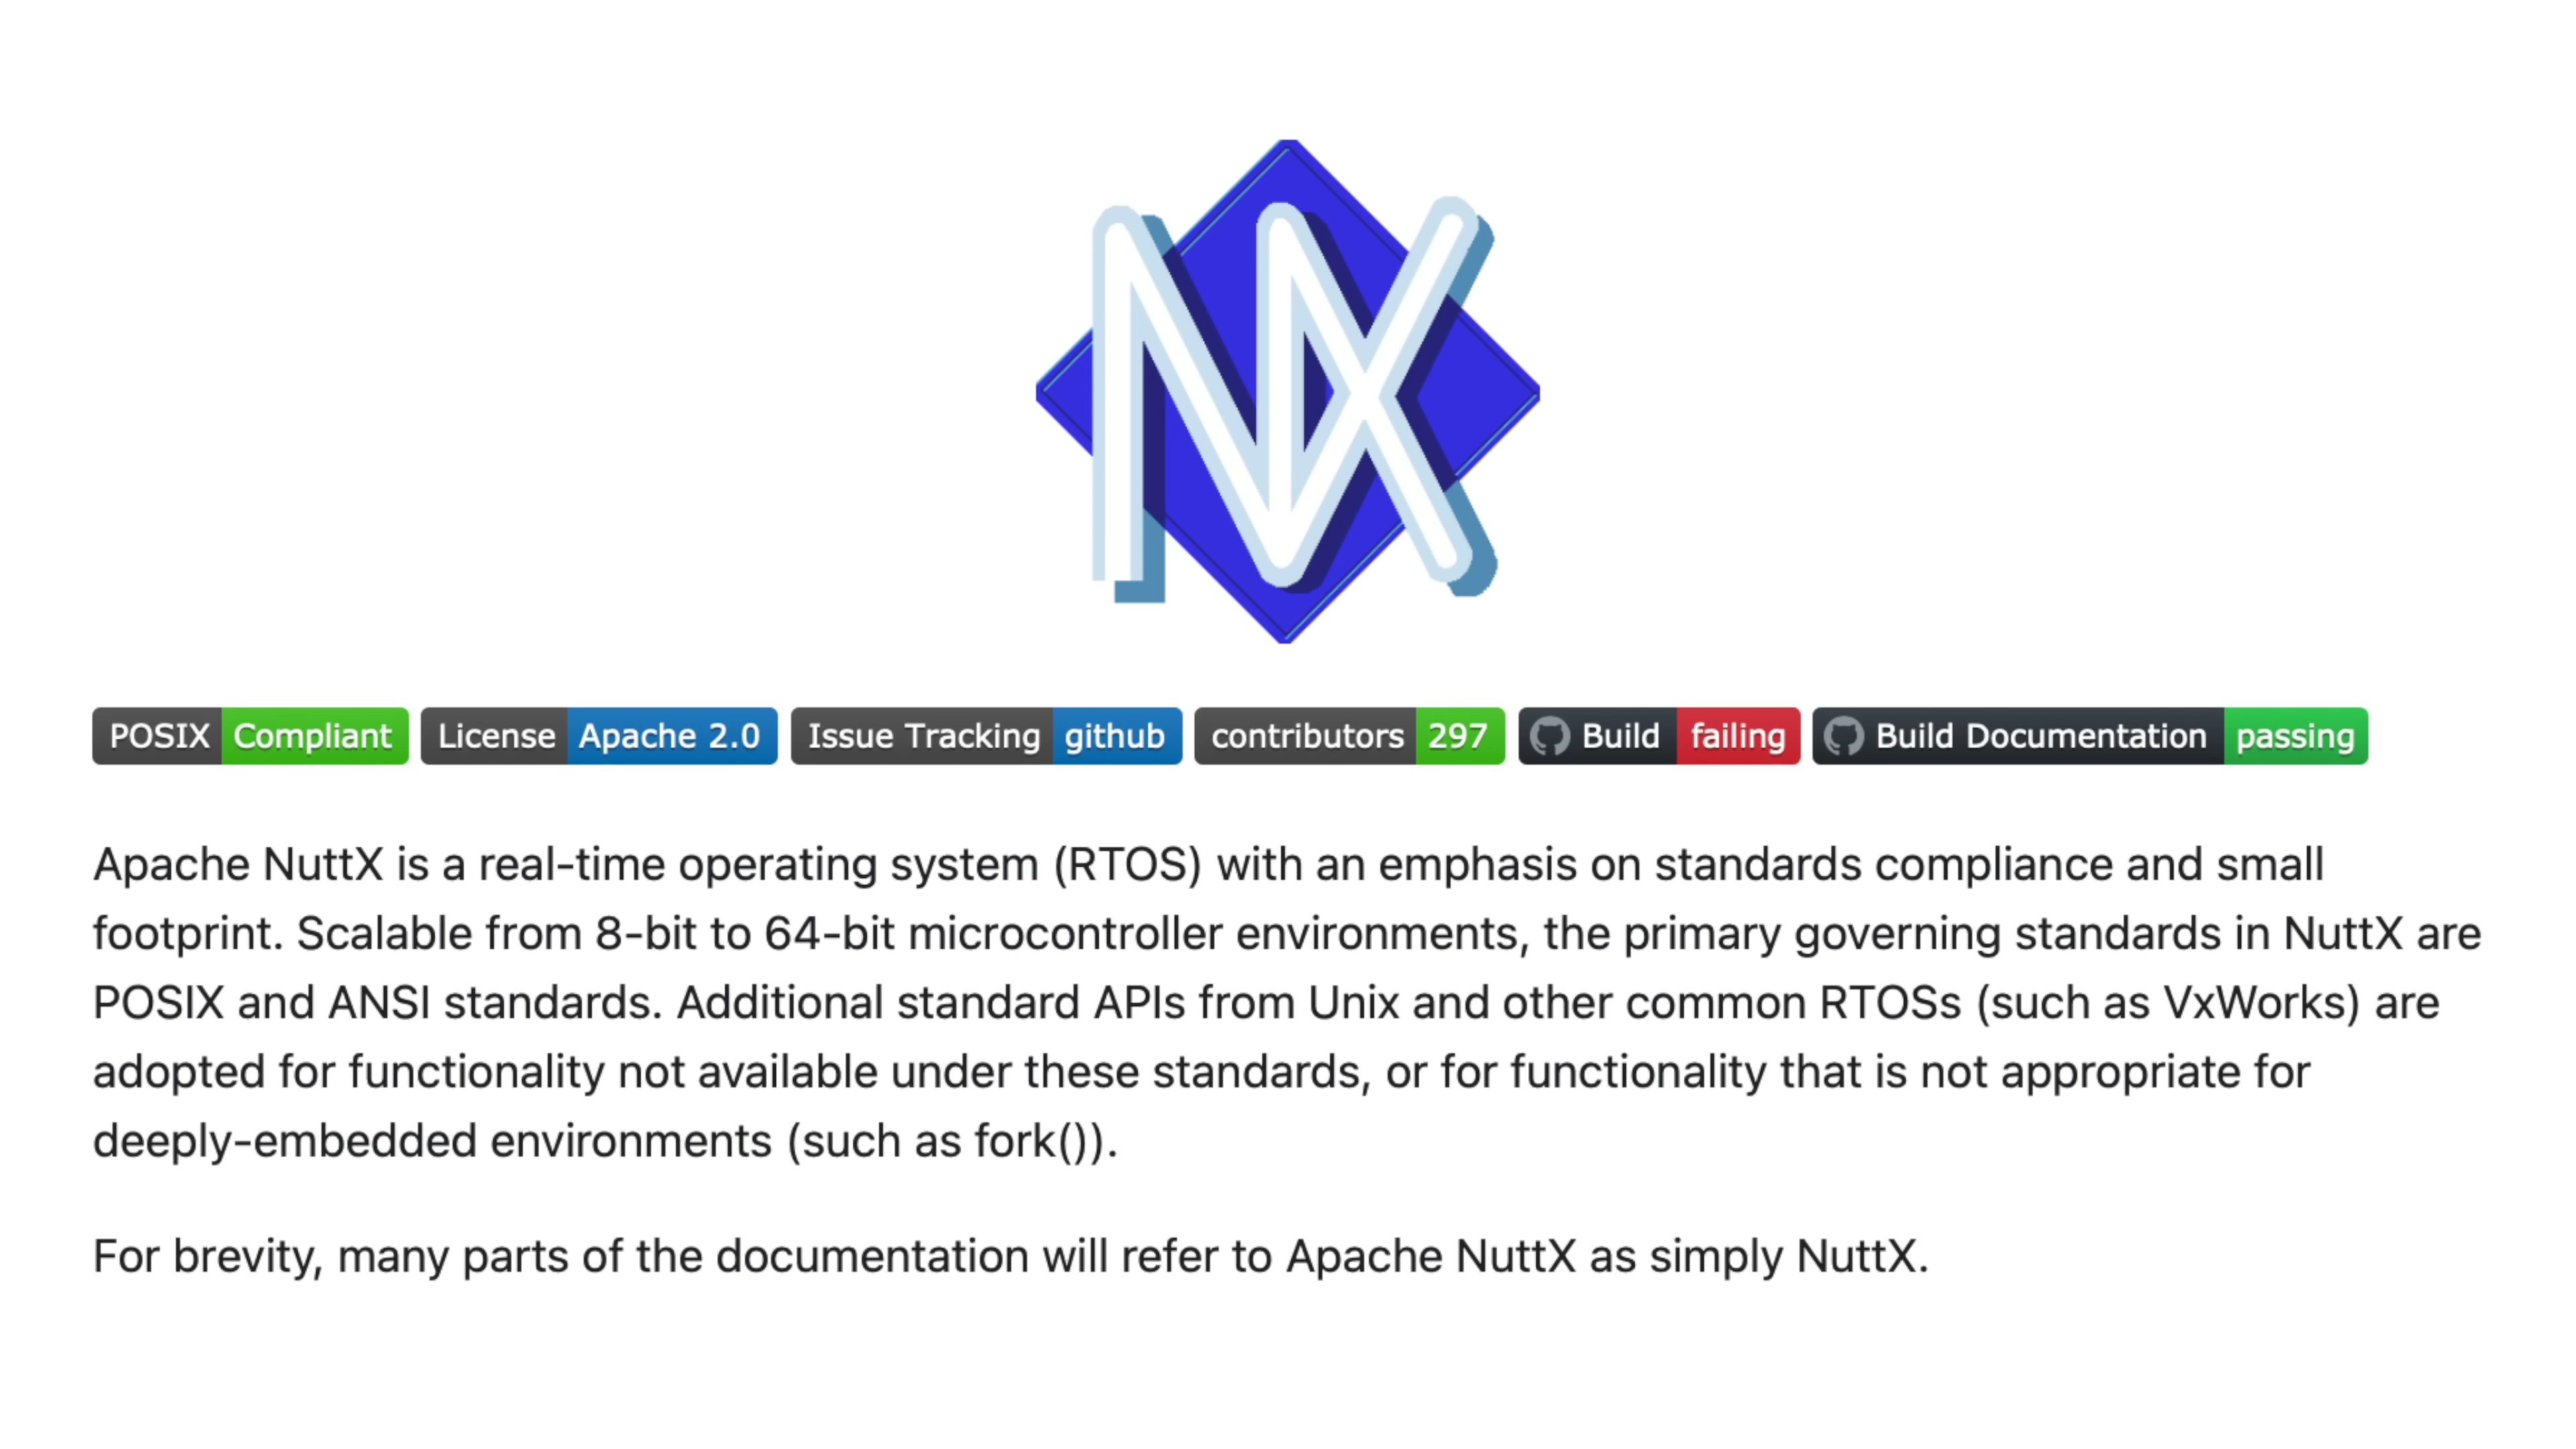 NX
POSIX Compliant License Apache 2.0 Issue Tracking github contributors 297 Build failing Build Documentation passing
Apache NuttX is a real-time operating system (RTOS) with an emphasis on standards compliance and small
footprint. Scalable from 8-bit to 64-bit microcontroller environments, the primary governing standards in NuttX are
POSIX and ANSI standards. Additional standard APIs from Unix and other common RTOSs (such as VxWorks) are
adopted for functionality not available under these standards, or for functionality that is not appropriate for
deeply-embedded environments (such as fork()).
For brevity, many parts of the documentation will refer to Apache NuttX as simply NuttX.